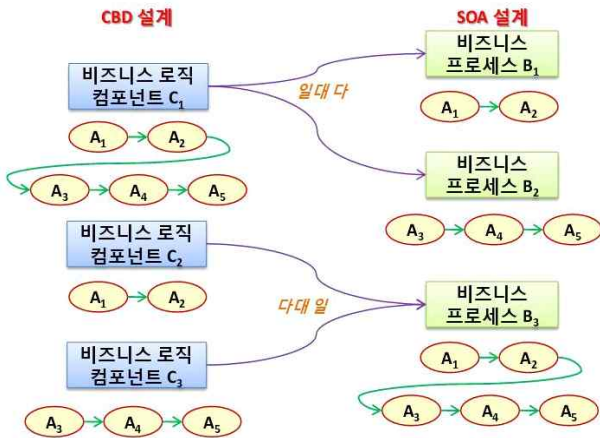 CBD 설계
SOA 설계
비즈니스 로직
컴포넌트 C₁
일대 다
비즈니스
프로세스 B₁
A₁
A₂
A₁
A₂
A₃
A₄
A₅
비즈니스
프로세스 B₂
A₃
A₄
A₅
비즈니스 로직
컴포넌트 C₂
A₁
A₂
다대 일
비즈니스
프로세스 B₃
비즈니스 로직
컴포넌트 C₃
A₁
A₂
A₃
A₄
A₅
A₃
A₄
A₅